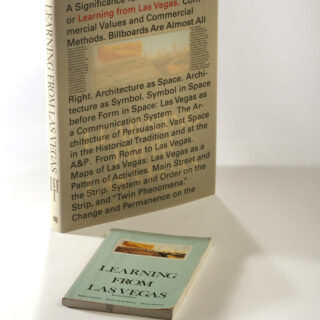 A Significance fo
or Learning from Las Vegas. Com-
mercial Values and Commercial
Methods. Billboards Are Almost All
Right. Architecture as Space. Archi-
tecture as Symbol. Symbol in Space
before Form in Space: Las Vegas as
a Communication System. The Ar-
chitecture of Persuasion. Vast Space
in the Historical Tradition and at the
A&P. From Rome to Las Vegas.
Maps of Las Vegas: Las Vegas as a
Pattern of Activities. Main Street and
the Strip. System and Order on the
Strip, and "Twin Phenomena."
Change and Permanence on the
LEARNING FROM LAS VEGAS
LEARNING
FROM
LAS VEGAS